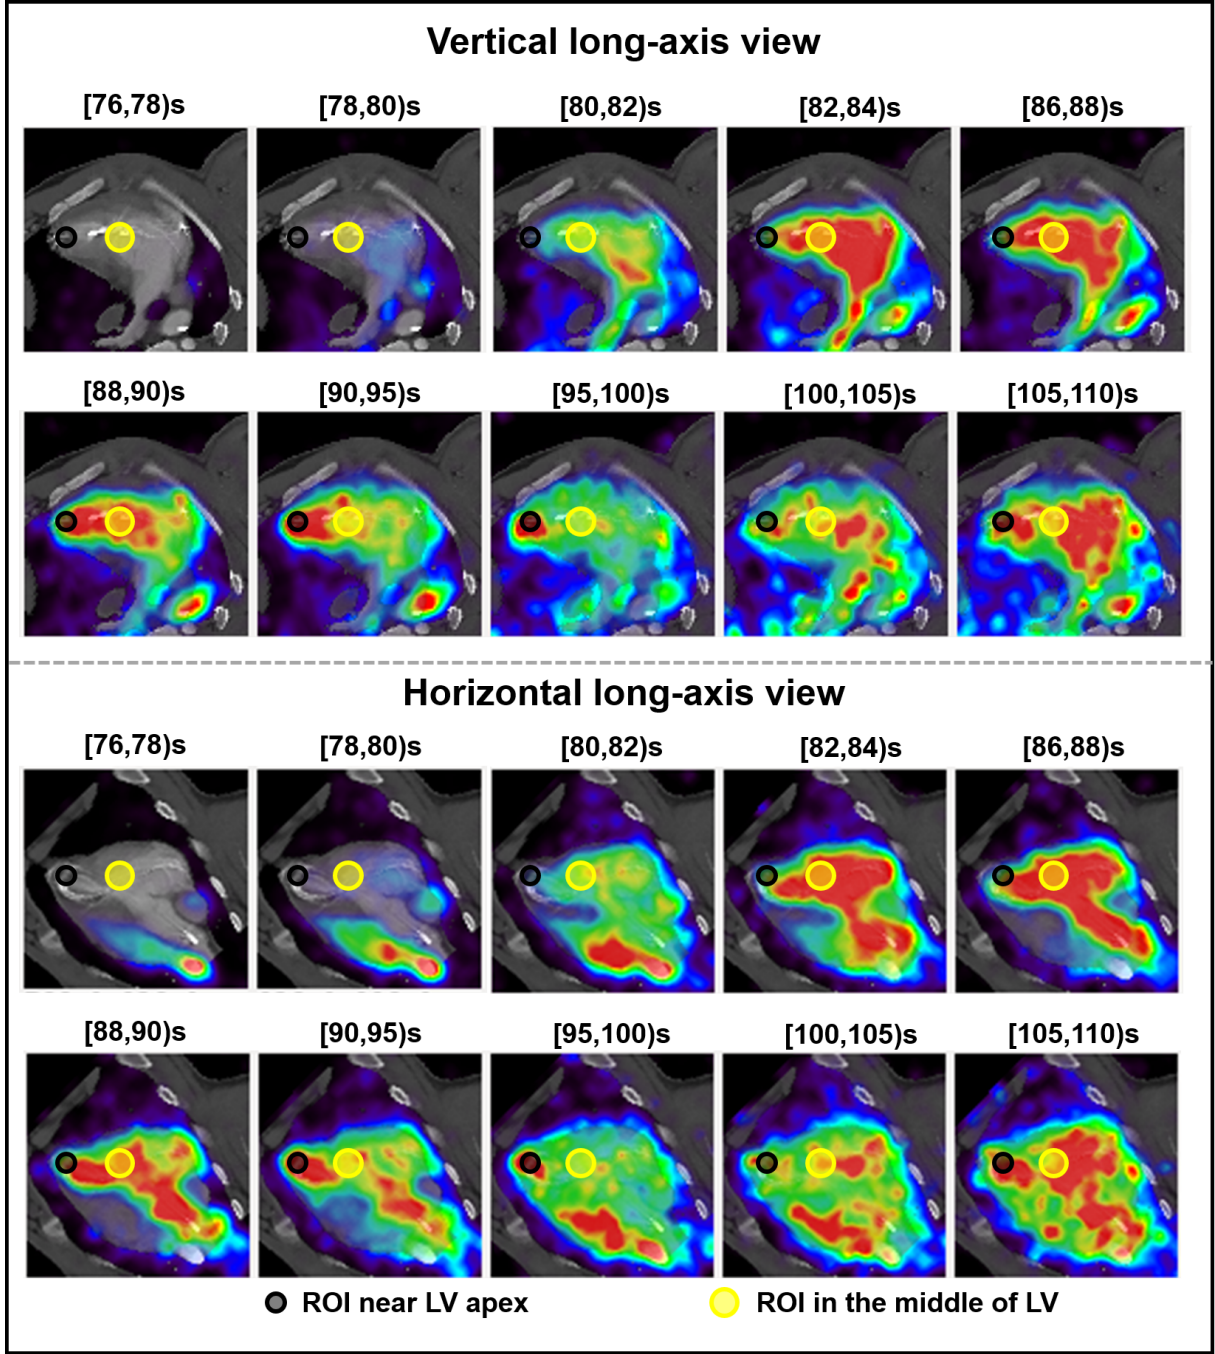 Vertical long-axis view
[76,78)s [78,80)s [80,82)s [82,84)s [86,88)s
[88,90)s [90,95)s [95,100)s [100,105)s [105,110)s
Horizontal long-axis view
[76,78)s [78,80)s [80,82)s [82,84)s [86,88)s
[88,90)s [90,95)s [95,100)s [100,105)s [105,110)s
ROI near LV apex ROI in the middle of LV